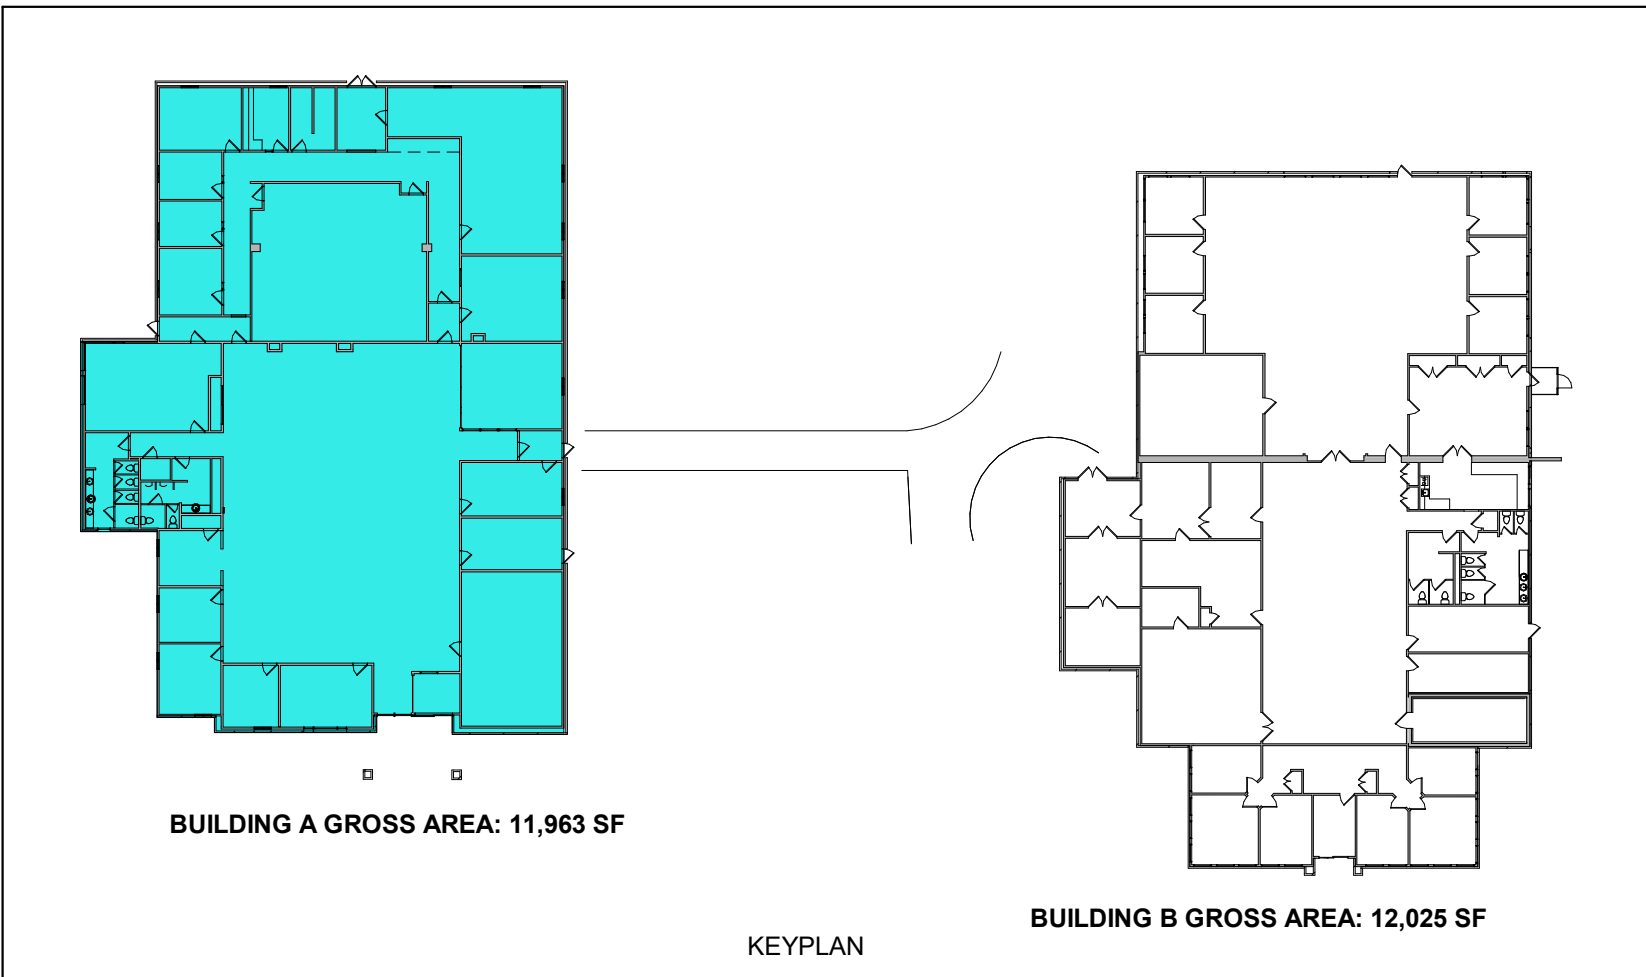 BUILDING A GROSS AREA: 11,963 SF
BUILDING B GROSS AREA: 12,025 SF
KEYPLAN